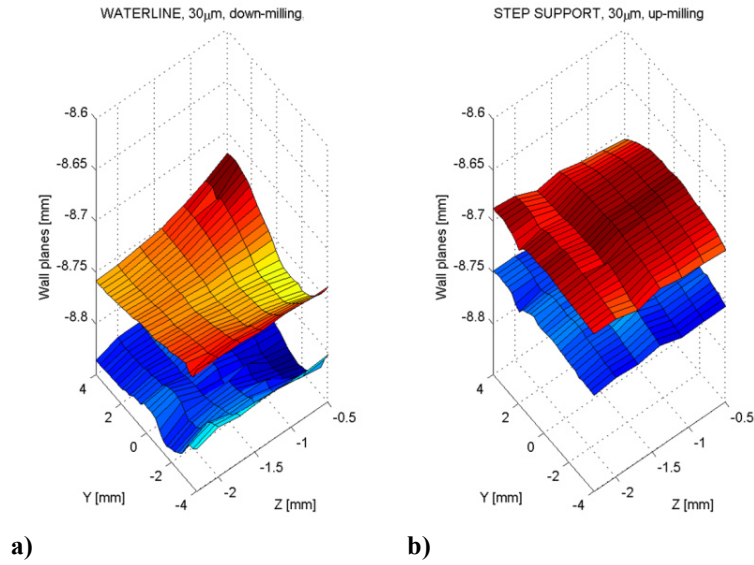 WATERLINE, 30μm, down-milling
STEP SUPPORT, 30μm, up-milling
-8.6
-8.65
-8.7
-8.75
-8.8
Wall planes [mm]
4
2
0
-2
-4
Y [mm]
-2
-1.5
-1
-0.5
Z [mm]
-8.6
-8.65
-8.7
-8.75
-8.8
Wall planes [mm]
4
2
0
-2
-4
Y [mm]
-2
-1.5
-1
-0.5
Z [mm]
a)
b)